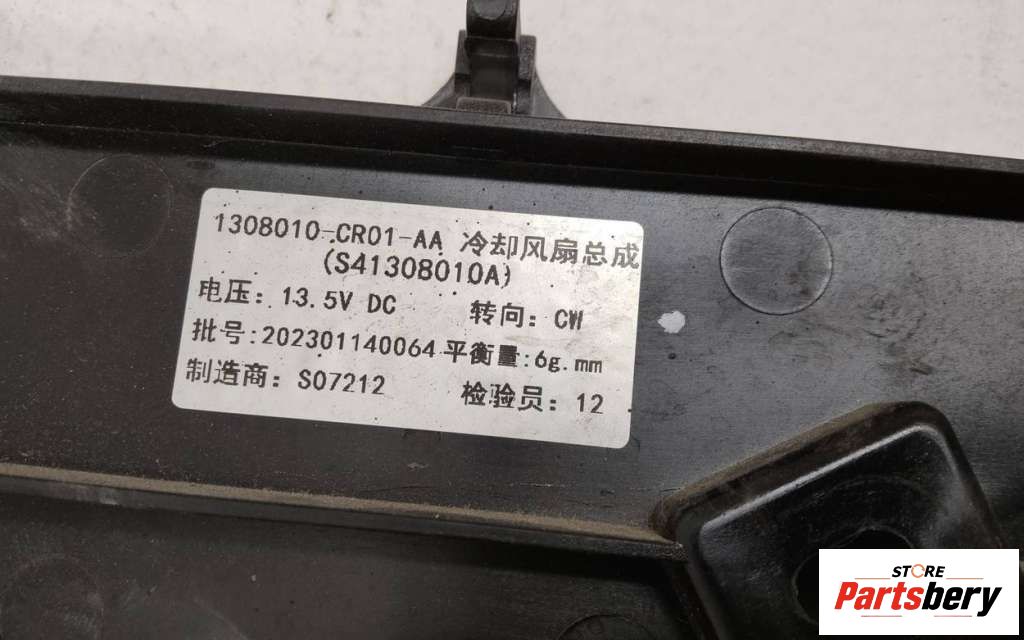 1308010-CR01-AA 冷却风扇总成
(S41308010A)
电压: 13.5V DC 转向: CW
批号:202301140064 平衡量:6g.mm
制造商: S07212 检验员: 12
STORE
Partsbery